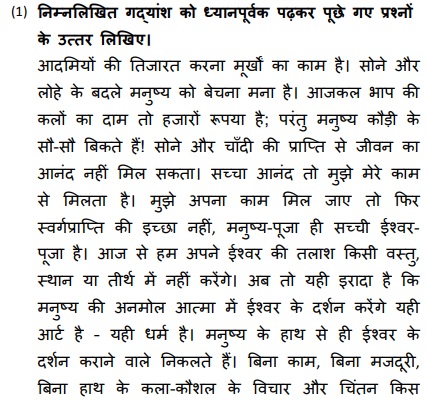 (1) निम्नलिखित गद्यांश को ध्यानपूर्वक पढ़कर पूछे गए प्रश्नों
के उत्तर लिखिए।
आदमियों की तिजारत करना मूर्खों का काम है। सोने और
लोहे के बदले मनुष्य को बेचना मना है। आजकल भाप की
कलों का दाम तो हजारों रूपया है; परंतु मनुष्य कौड़ी के
सौ-सौ बिकते हैं! सोने और चाँदी की प्राप्ति से जीवन का
आनंद नहीं मिल सकता। सच्चा आनंद तो मुझे मेरे काम
से मिलता है। मुझे अपना काम मिल जाए तो फिर
स्वर्गप्राप्ति की इच्छा नहीं, मनुष्य-पूजा ही सच्ची ईश्वर-
पूजा है। आज से हम अपने ईश्वर की तलाश किसी वस्तु,
स्थान या तीर्थ में नहीं करेंगे। अब तो यही इरादा है कि
मनुष्य की अनमोल आत्मा में ईश्वर के दर्शन करेंगे यही
आर्ट है - यही धर्म है। मनुष्य के हाथ से ही ईश्वर के
दर्शन कराने वाले निकलते हैं। बिना काम, बिना मजदूरी,
बिना हाथ के कला-कौशल के विचार और चिंतन किस